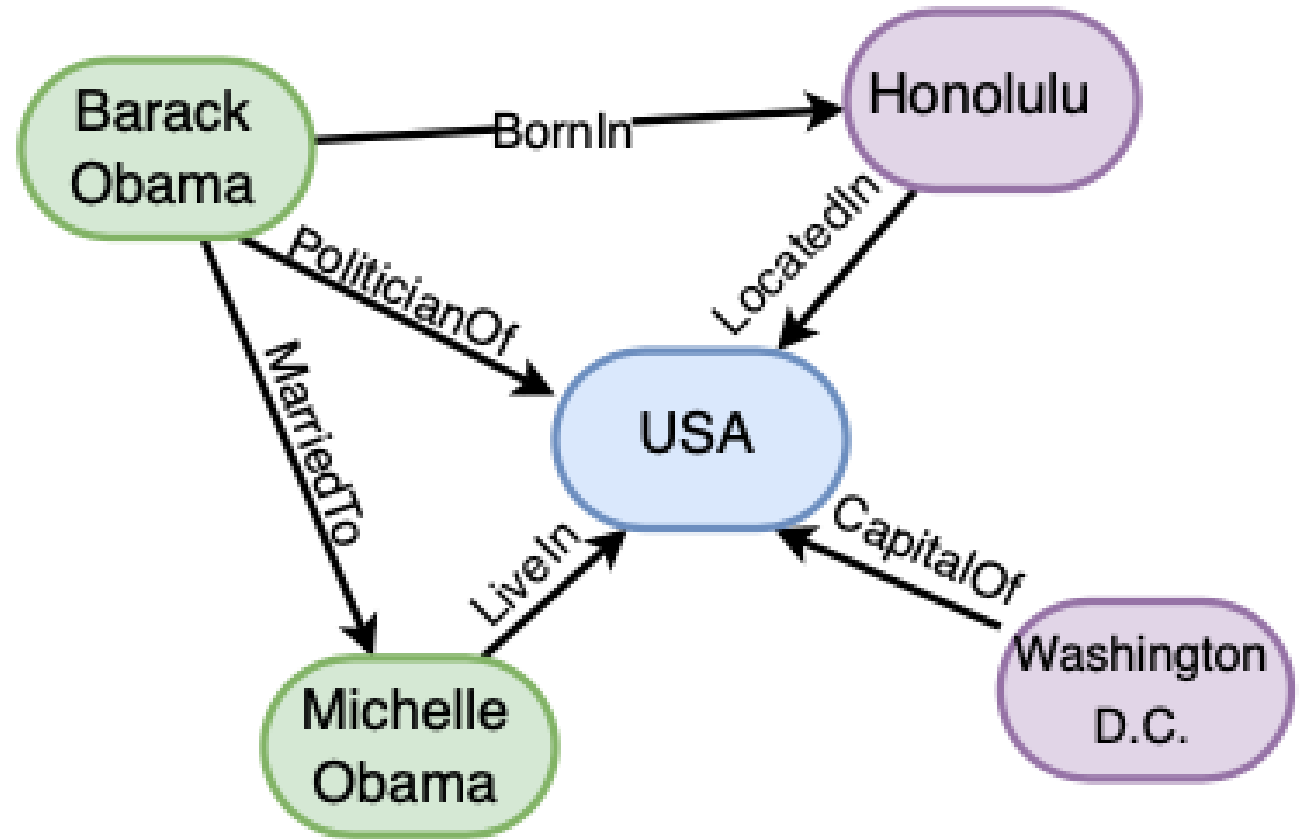 Barack
Obama
BornIn
Honolulu
PoliticianOf
LocatedIn
MarriedTo
USA
LiveIn
CapitalOf
Michelle
Obama
Washington
D.C.